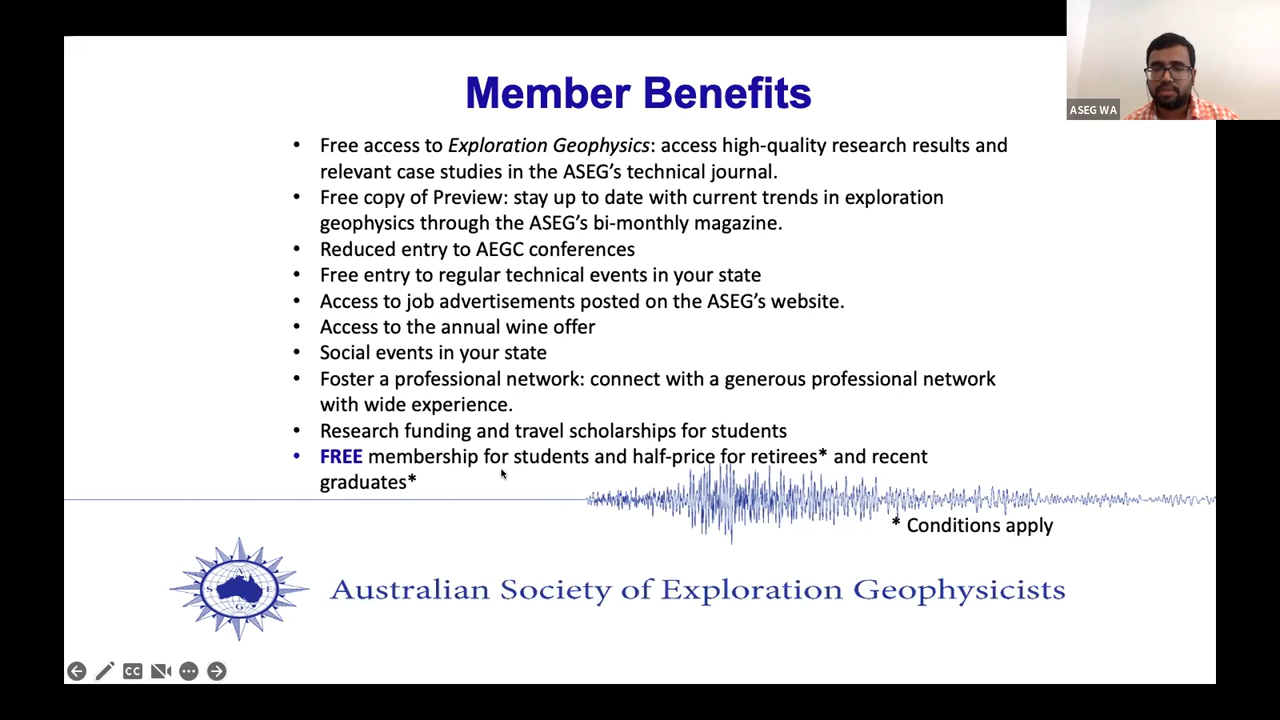 Member Benefits
ASEG WA
• Free access to Exploration Geophysics: access high-quality research results and
relevant case studies in the ASEG’s technical journal.
• Free copy of Preview: stay up to date with current trends in exploration
geophysics through the ASEG’s bi-monthly magazine.
• Reduced entry to AEGC conferences
• Free entry to regular technical events in your state
• Access to job advertisements posted on the ASEG’s website.
• Access to the annual wine offer
• Social events in your state
• Foster a professional network: connect with a generous professional network
with wide experience.
• Research funding and travel scholarships for students
• FREE membership for students and half-price for retirees* and recent
graduates*
* Conditions apply
A
S E
G
Australian Society of Exploration Geophysicists
CC